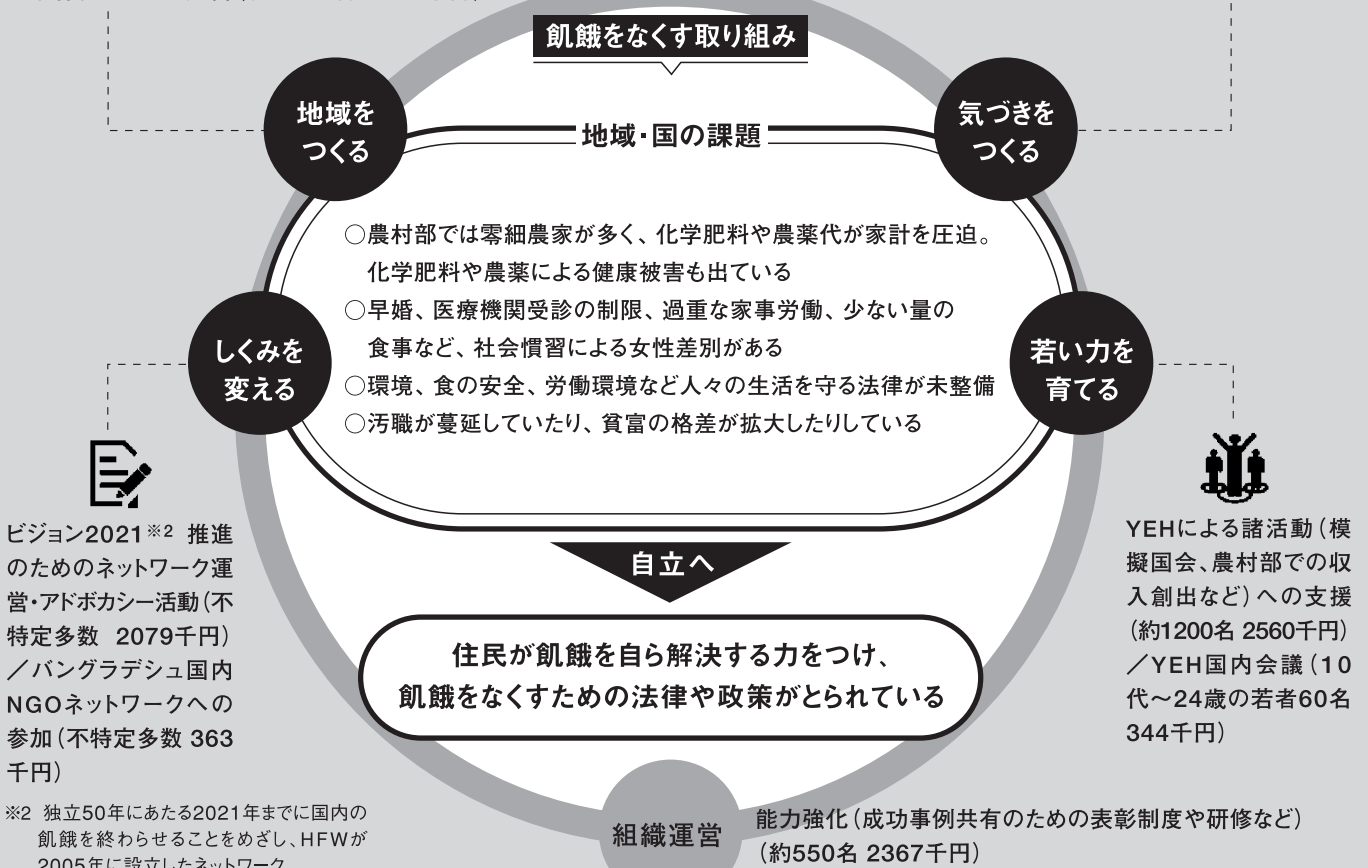 飢餓をなくす取り組み
地域を
つくる
気づきを
つくる
地域・国の課題
○農村部では零細農家が多く、化学肥料や農薬代が家計を圧迫。
化学肥料や農薬による健康被害も出ている
○早婚、医療機関受診の制限、過重な家事労働、少ない量の
食事など、社会慣習による女性差別がある
○環境、食の安全、労働環境など人々の生活を守る法律が未整備
○汚職が蔓延していたり、貧富の格差が拡大したりしている
しくみを
変える
若い力を
育てる
ビジョン2021※2 推進
のためのネットワーク運
営・アドボカシー活動（不
特定多数 2079千円）
／バングラデシュ国内
NGOネットワークへの
参加（不特定多数 363
千円）
YEHによる諸活動（模
擬国会、農村部での収
入創出など）への支援
（約1200名 2560千円）
／YEH国内会議（10
代〜24歳の若者60名
344千円）
自立へ
住民が飢餓を自ら解決する力をつけ、
飢餓をなくすための法律や政策がとられている
※2 独立50年にあたる2021年までに国内の
飢餓を終わらせることをめざし、HFWが
2005年に設立したネットワーク
組織運営
能力強化（成功事例共有のための表彰制度や研修など）
（約550名 2367千円）